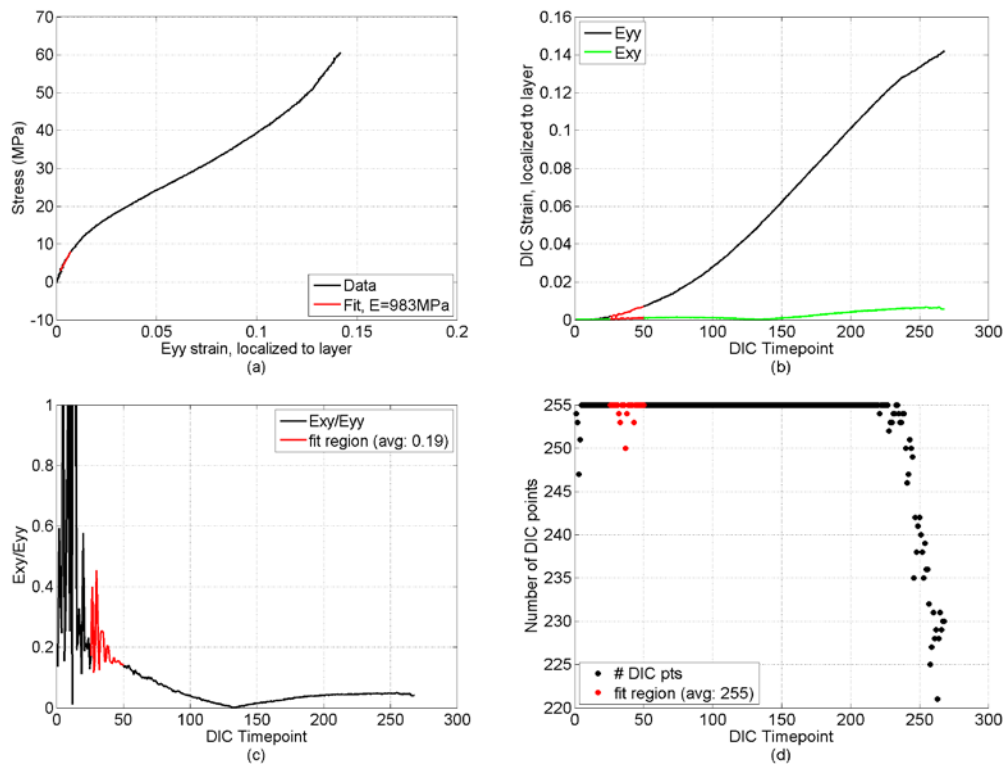 70
60
50
40
30
20
10
0
-10
Stress (MPa)
Data
Fit, E=983MPa
0
0.05
0.1
0.15
0.2
Eyy strain, localized to layer
(a)
0.16
0.14
0.12
0.1
0.08
0.06
0.04
0.02
0
DIC Strain, localized to layer
Eyy
Exy
0
50
100
150
200
250
300
DIC Timepoint
(b)
1
0.8
0.6
0.4
0.2
0
Exy/Eyy
Exy/Eyy
fit region (avg: 0.19)
0
50
100
150
200
250
300
DIC Timepoint
(c)
255
250
245
240
235
230
225
220
Number of DIC points
# DIC pts
fit region (avg: 255)
0
50
100
150
200
250
300
DIC Timepoint
(d)